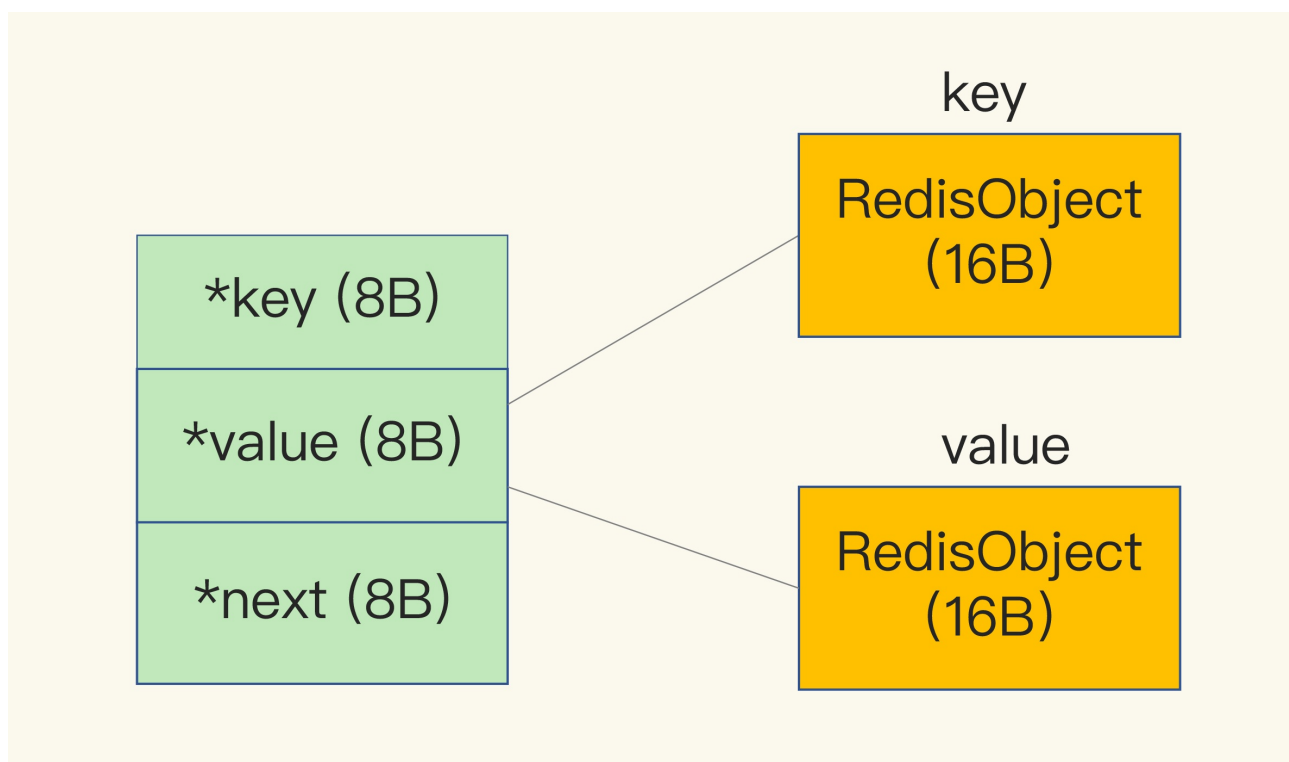 *key (8B)
*value (8B)
*next (8B)
key
RedisObject
(16B)
value
RedisObject
(16B)